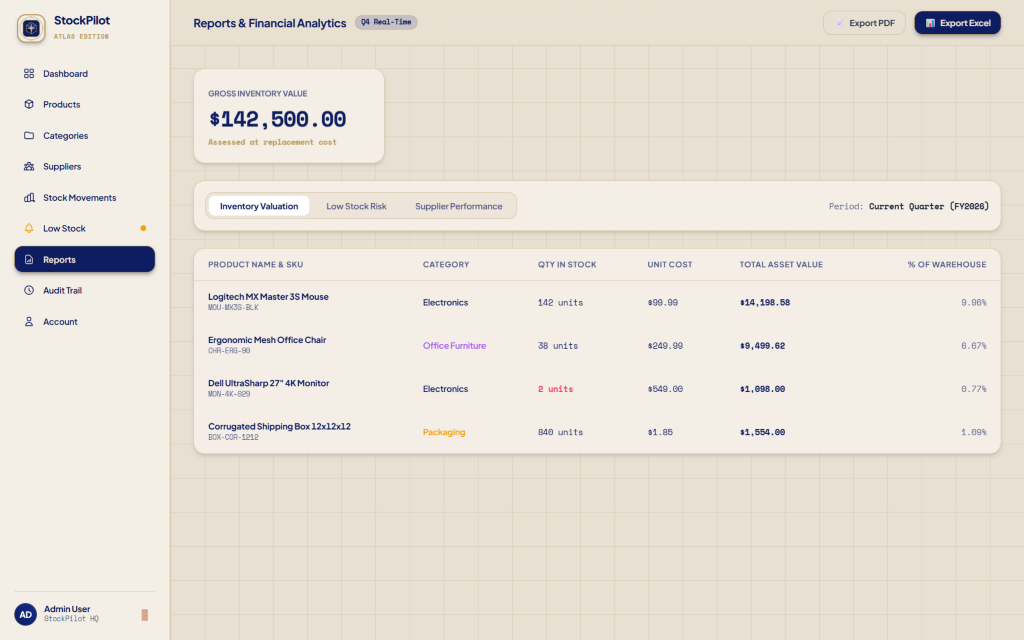 StockPilot
ATLAS EDITION
Dashboard
Products
Categories
Suppliers
Stock Movements
Low Stock
Reports
Audit Trail
Account
AD
Admin User
StockPilot HQ
Reports & Financial Analytics
Q4 Real-Time
Export PDF
Export Excel
GROSS INVENTORY VALUE
$142,500.00
Assessed at replacement cost
Inventory Valuation Low Stock Risk Supplier Performance
Period: Current Quarter (FY2026)
PRODUCT NAME & SKU CATEGORY QTY IN STOCK UNIT COST TOTAL ASSET VALUE % OF WAREHOUSE
Logitech MX Master 3S Mouse
MOU-MX3S-BLK
Electronics 142 units $99.99 $14,198.58 9.96%
Ergonomic Mesh Office Chair
CHR-ERG-90
Office Furniture 38 units $249.99 $9,499.62 6.67%
Dell UltraSharp 27" 4K Monitor
MON-4K-029
Electronics 2 units $549.00 $1,098.00 0.77%
Corrugated Shipping Box 12x12x12
BOX-COR-1212
Packaging 840 units $1.85 $1,554.00 1.09%